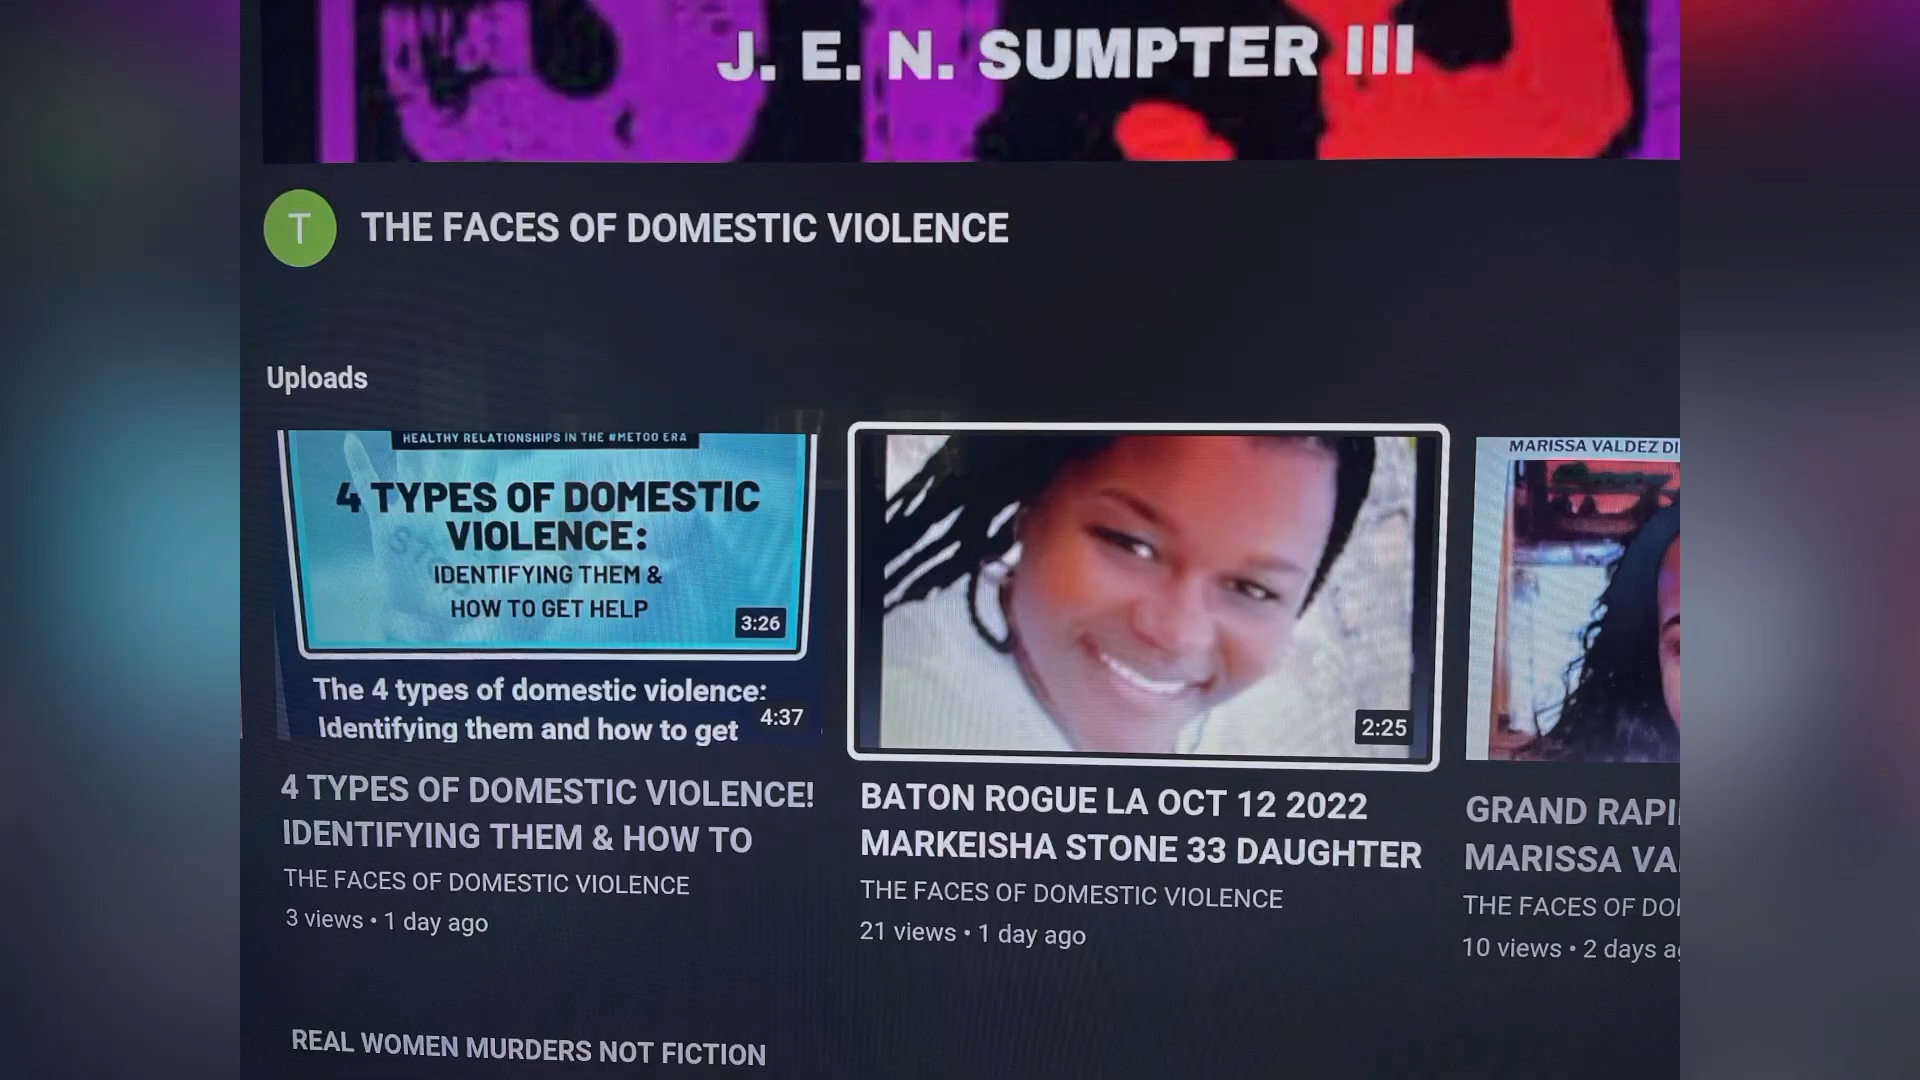 J. E. N. SUMPTER III
T THE FACES OF DOMESTIC VIOLENCE
Uploads
HEALTHY RELATIONSHIPS IN THE #METOO ERA
4 TYPES OF DOMESTIC
VIOLENCE:
IDENTIFYING THEM &
HOW TO GET HELP
3:26
The 4 types of domestic violence:
Identifying them and how to get
4:37
4 TYPES OF DOMESTIC VIOLENCE!
IDENTIFYING THEM & HOW TO
THE FACES OF DOMESTIC VIOLENCE
3 views • 1 day ago
2:25
BATON ROGUE LA OCT 12 2022
MARKEISHA STONE 33 DAUGHTER
THE FACES OF DOMESTIC VIOLENCE
21 views • 1 day ago
MARISSA VALDEZ DI
GRAND RAPI
MARISSA VA
THE FACES OF DO
10 views • 2 days a
REAL WOMEN MURDERS NOT FICTION